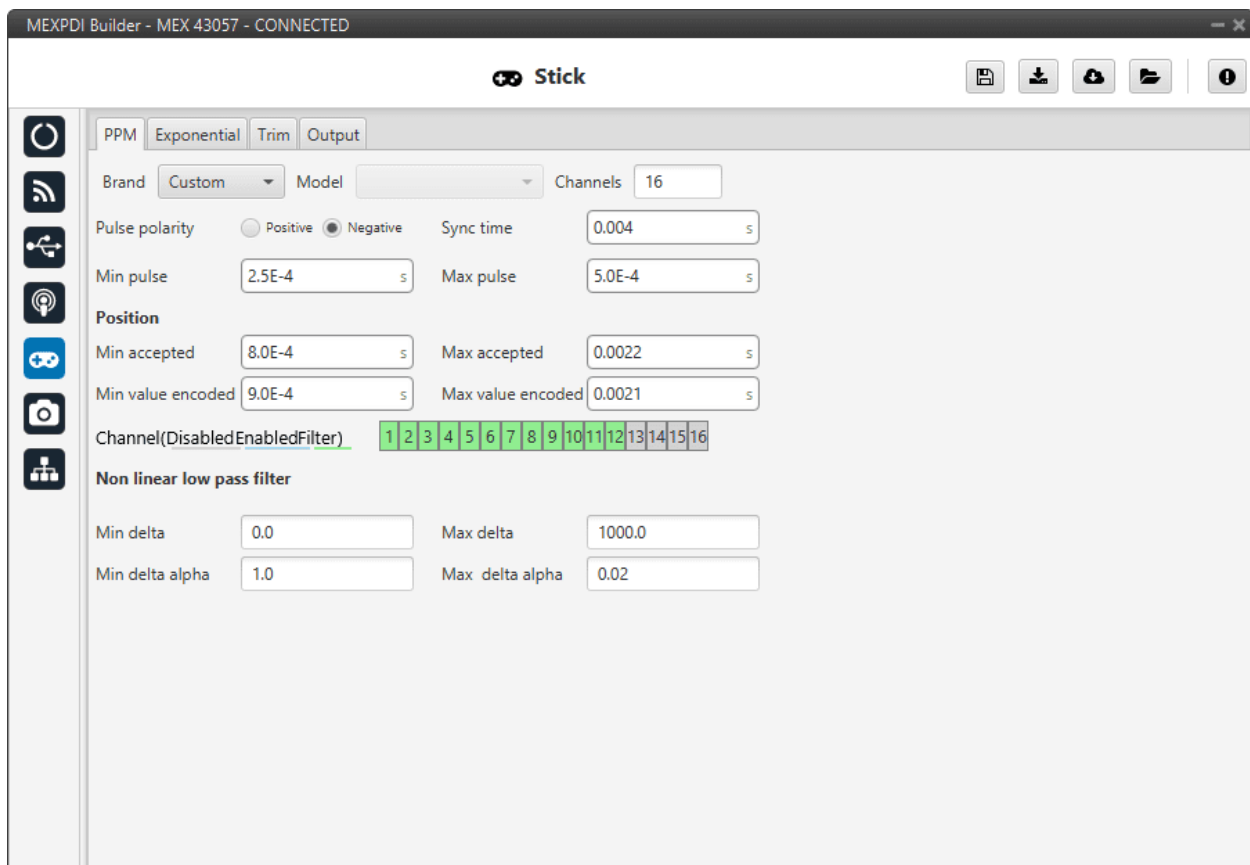 MEXPDI Builder - MEX 43057 - CONNECTED
Stick
PPM Exponential Trim Output
Brand Custom Model Channels 16
Pulse polarity Positive Negative Sync time 0.004 s
Min pulse 2.5E-4 s Max pulse 5.0E-4 s
Position
Min accepted 8.0E-4 s Max accepted 0.0022 s
Min value encoded 9.0E-4 s Max value encoded 0.0021 s
Channel(DisabledEnabledFilter) 1 2 3 4 5 6 7 8 9 10 11 12 13 14 15 16
Non linear low pass filter
Min delta 0.0 Max delta 1000.0
Min delta alpha 1.0 Max delta alpha 0.02